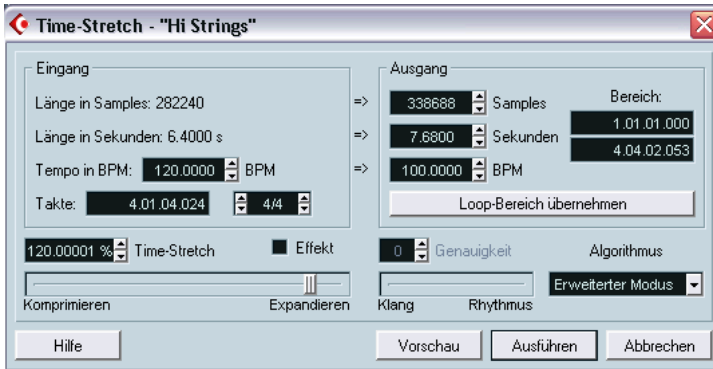 Time-Stretch - "Hi Strings"
Eingang
Länge in Samples: 282240 =>
Länge in Sekunden: 6.4000 s =>
Tempo in BPM: 120.0000 BPM =>
Takte: 4.01.04.024 4/4
Ausgang
338688 Samples
7.6800 Sekunden
100.0000 BPM
Bereich:
1.01.01.000
4.04.02.053
Loop-Bereich übernehmen
120.00001 % Time-Stretch Effekt
Komprimieren Expandieren
0 Genauigkeit
Klang Rhythmus
Algorithmus
Erweiterter Modus
Hilfe Vorschau Ausführen Abbrechen